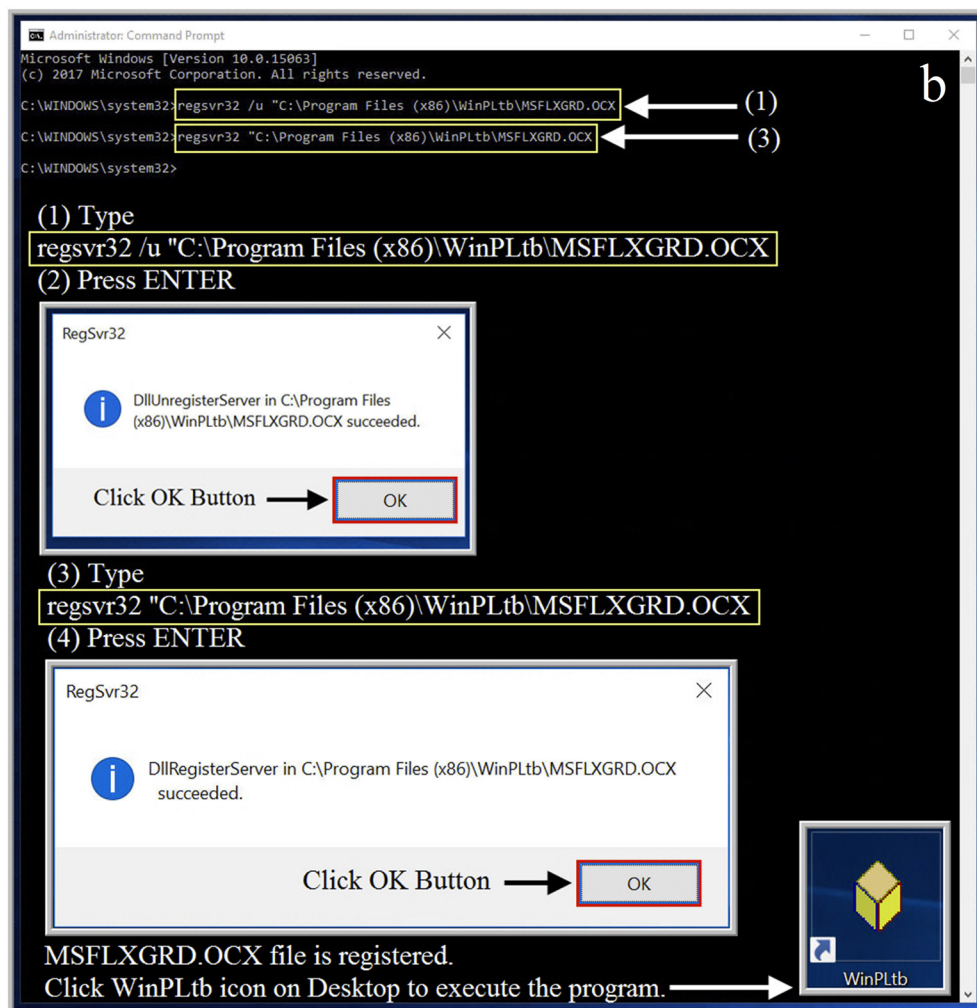 Administrator: Command Prompt
Microsoft Windows [Version 10.0.15063]
(c) 2017 Microsoft Corporation. All rights reserved.
b
C:\WINDOWS\system32>regsvr32 /u "C:\Program Files (x86)\WinPLtb\MSFLXGRD.OCX (1)
C:\WINDOWS\system32>regsvr32 "C:\Program Files (x86)\WinPLtb\MSFLXGRD.OCX (3)
C:\WINDOWS\system32>
(1) Type
regsvr32 /u "C:\Program Files (x86)\WinPLtb\MSFLXGRD.OCX
(2) Press ENTER
RegSvr32
i
DllUnregisterServer in C:\Program Files
(x86)\WinPLtb\MSFLXGRD.OCX succeeded.
Click OK Button OK
(3) Type
regsvr32 "C:\Program Files (x86)\WinPLtb\MSFLXGRD.OCX
(4) Press ENTER
RegSvr32
i
DllRegisterServer in C:\Program Files (x86)\WinPLtb\MSFLXGRD.OCX
succeeded.
Click OK Button OK
MSFLXGRD.OCX file is registered.
Click WinPLtb icon on Desktop to execute the program.
WinPLtb